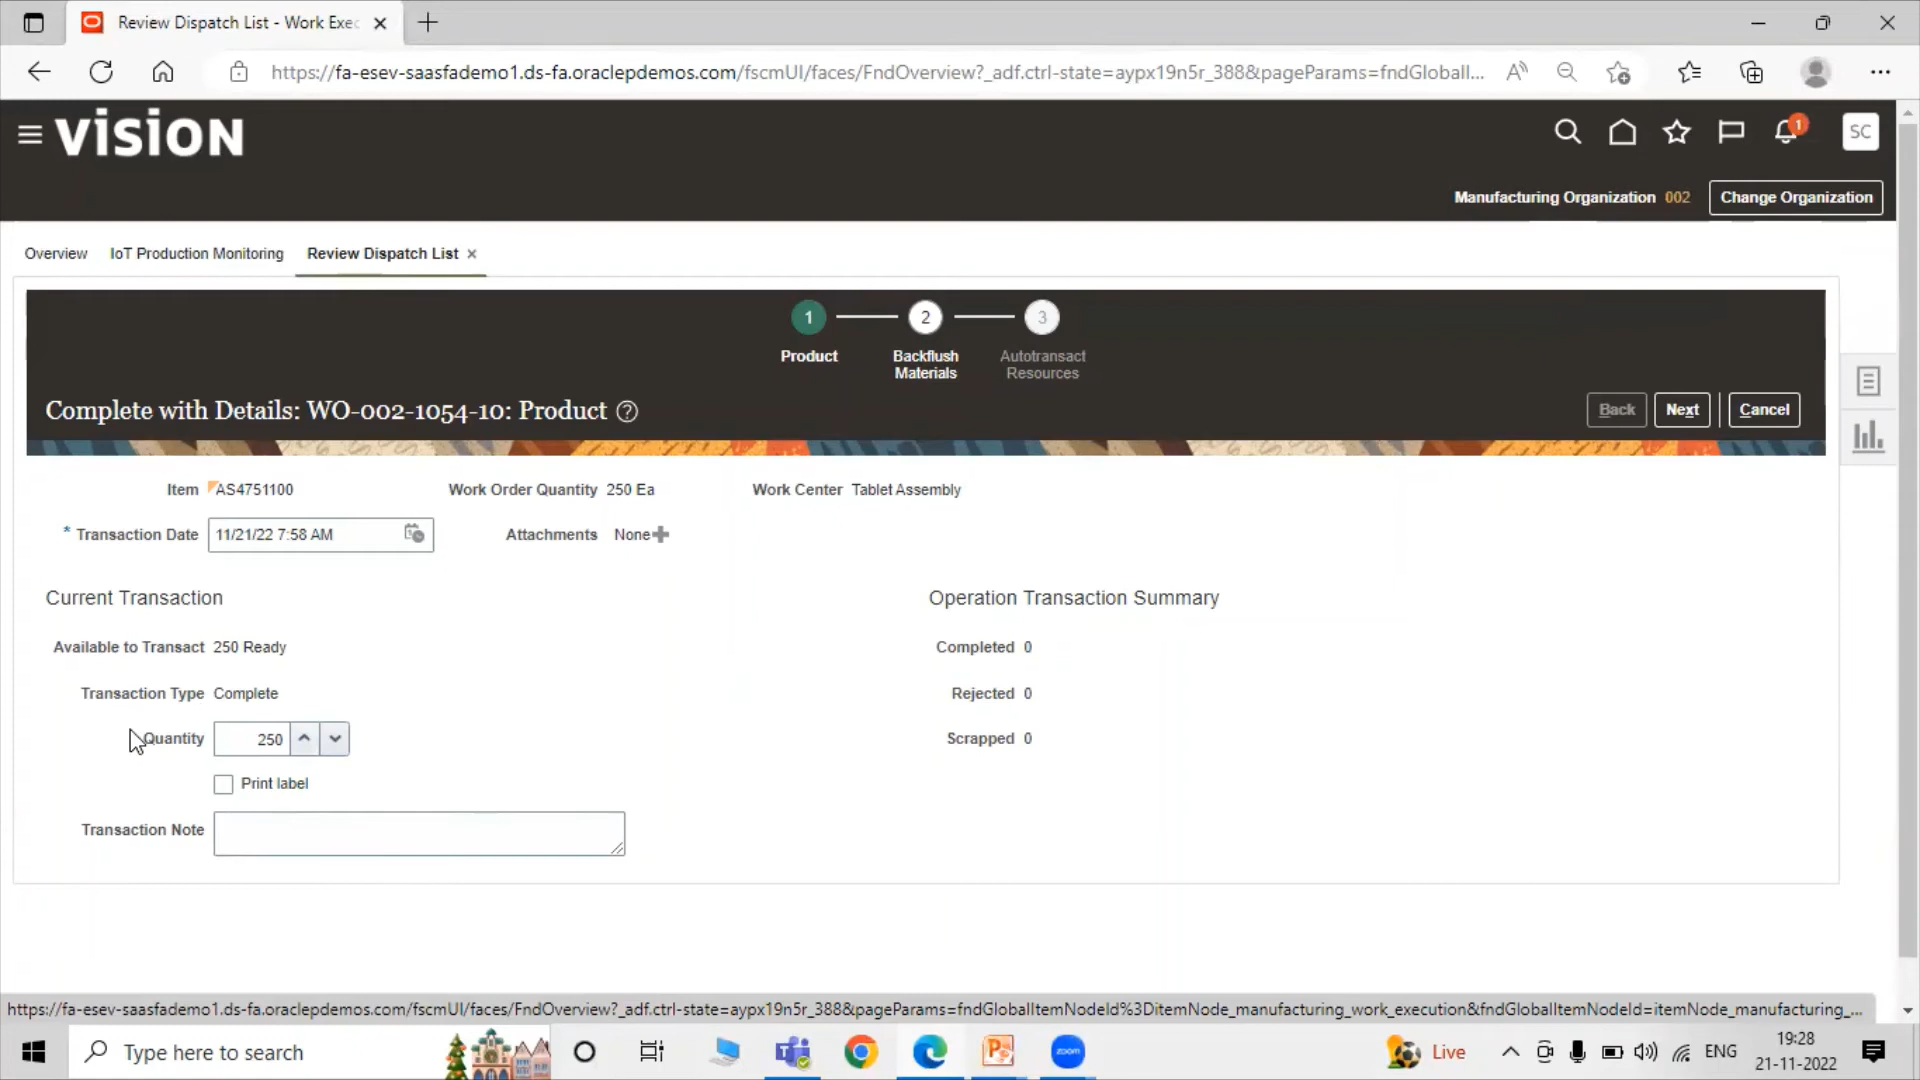 Review Dispatch List - Work Exec
https://fa-esev-saasfademo1.ds-fa.oraclepdemos.com/fscmUI/faces/FndOverview?_adf.ctrl-state=aypx19n5r_388&pageParams=fndGloball...
vision
1
SC
Manufacturing Organization 002 Change Organization
Overview IoT Production Monitoring Review Dispatch List
1 2 3
Product Backflush Materials Autotransact Resources
Complete with Details: WO-002-1054-10: Product ?
Back Next Cancel
Item AS4751100 Work Order Quantity 250 Ea Work Center Tablet Assembly
* Transaction Date 11/21/22 7:58 AM Attachments None
Current Transaction Operation Transaction Summary
Available to Transact 250 Ready Completed 0
Transaction Type Complete Rejected 0
Quantity 250 Scrapped 0
Print label
Transaction Note
https://fa-esev-saasfademo1.ds-fa.oraclepdemos.com/fscmUI/faces/FndOverview?_adf.ctrl-state=aypx19n5r_388&pageParams=fndGlobalItemNodeId%3DitemNode_manufacturing_work_execution&fndGlobalItemNodeId=itemNode_manufacturing_...
Type here to search
zoom
Live
ENG
19:28
21-11-2022